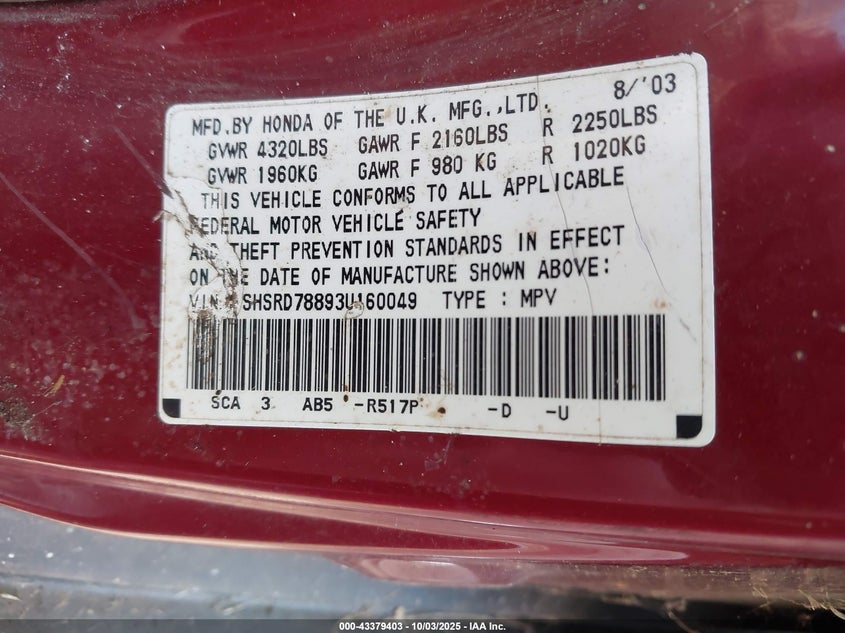 8/'03
MFD.BY HONDA OF THE U.K. MFG.,LTD.
GVWR 4320LBS GAWR F 2160LBS R 2250LBS
GVWR 1960KG GAWR F 980 KG R 1020KG
THIS VEHICLE CONFORMS TO ALL APPLICABLE
FEDERAL MOTOR VEHICLE SAFETY
AND THEFT PREVENTION STANDARDS IN EFFECT
ON THE DATE OF MANUFACTURE SHOWN ABOVE:
VIN : SHSRD78893U160049 TYPE : MPV
SCA 3 AB5 -R517P -D -U
000-43379403 - 10/03/2025 - IAA Inc.